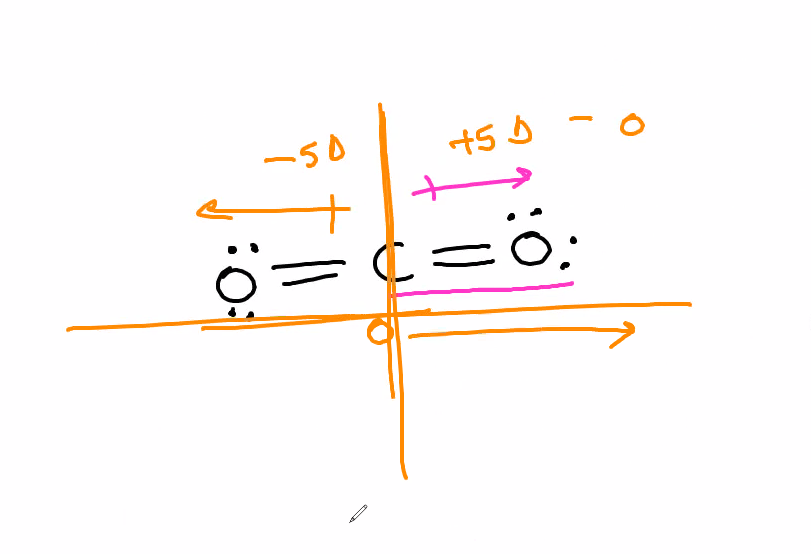 -5D +5D - 0
O = C = O
0